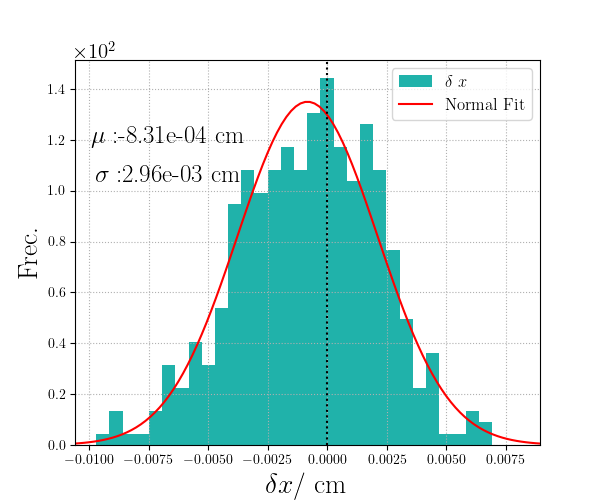 ×10²
δ x
Normal Fit
μ :-8.31e-04 cm
σ :2.96e-03 cm
Frec.
1.4
1.2
1.0
0.8
0.6
0.4
0.2
0.0
−0.0100 −0.0075 −0.0050 −0.0025 0.0000 0.0025 0.0050 0.0075
δx/ cm